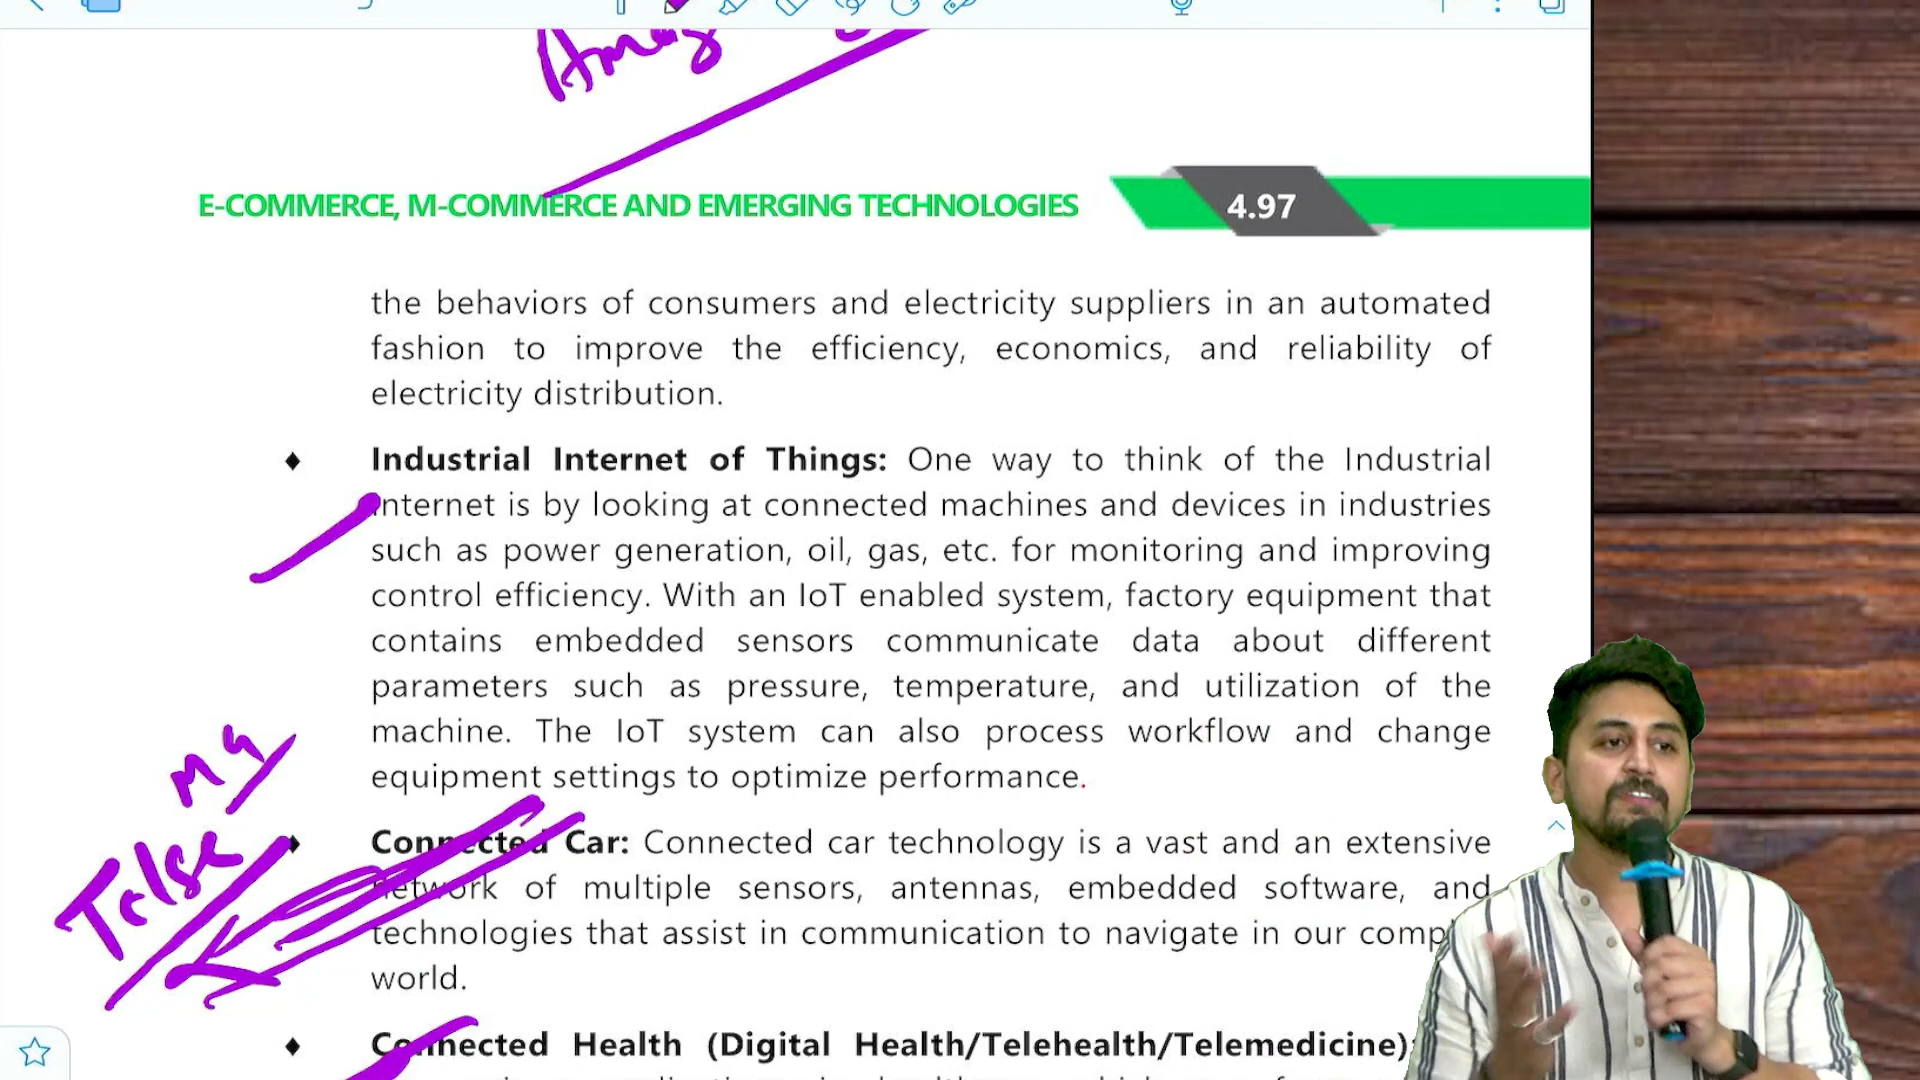 E-COMMERCE, M-COMMERCE AND EMERGING TECHNOLOGIES
4.97
the behaviors of consumers and electricity suppliers in an automated
fashion to improve the efficiency, economics, and reliability of
electricity distribution.
♦ Industrial Internet of Things: One way to think of the Industrial
Internet is by looking at connected machines and devices in industries
such as power generation, oil, gas, etc. for monitoring and improving
control efficiency. With an IoT enabled system, factory equipment that
contains embedded sensors communicate data about different
parameters such as pressure, temperature, and utilization of the
machine. The IoT system can also process workflow and change
equipment settings to optimize performance.
♦ Connected Car: Connected car technology is a vast and an extensive
network of multiple sensors, antennas, embedded software, and
technologies that assist in communication to navigate in our
world.
♦ Connected Health (Digital Health/Telehealth/Telemedicine):